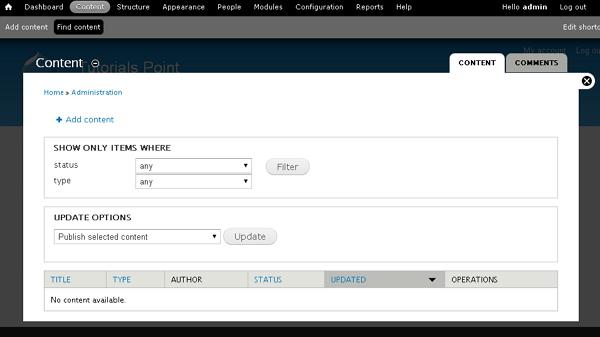 Dashboard Content Structure Appearance People Modules Configuration Reports Help Hello admin Log out
Add content Find content Edit shortc
My account Log ou
Content Tutorials Point CONTENT COMMENTS
Home » Administration
+ Add content
SHOW ONLY ITEMS WHERE
status any Filter
type any
UPDATE OPTIONS
Publish selected content Update
TITLE TYPE AUTHOR STATUS UPDATED OPERATIONS
No content available.